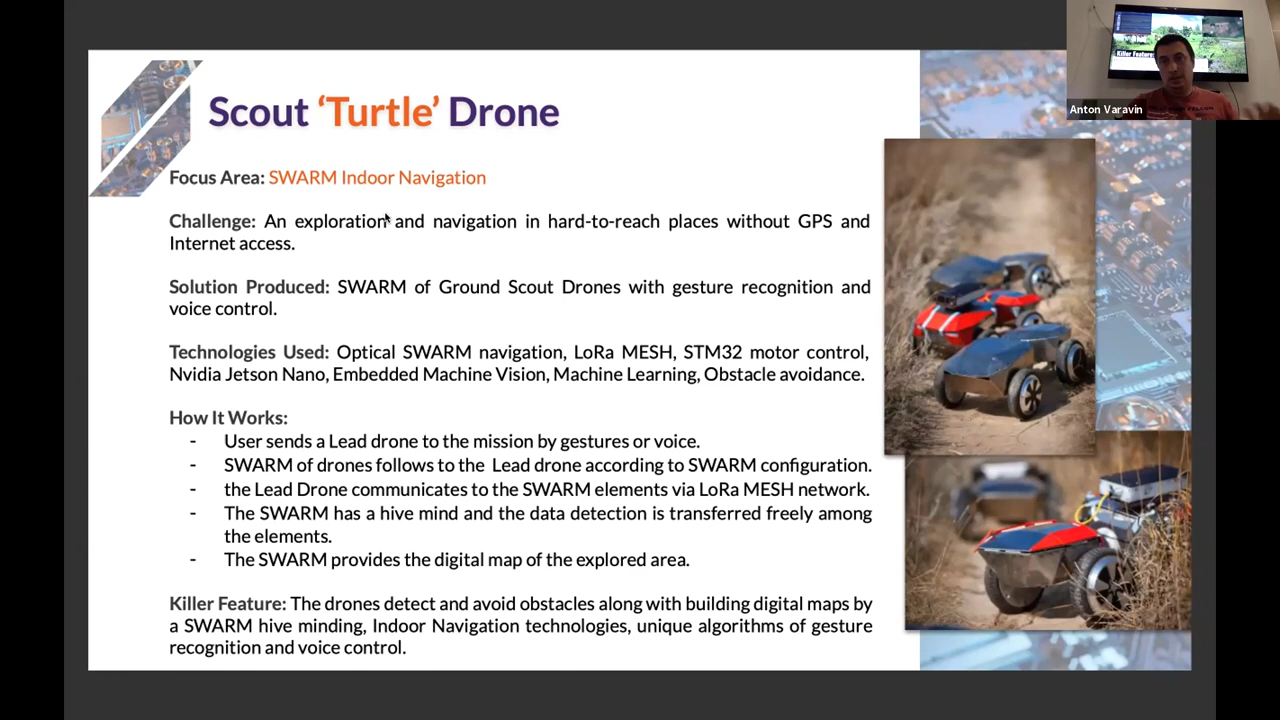 Scout ‘Turtle’ Drone
Focus Area: SWARM Indoor Navigation
Challenge: An exploration and navigation in hard-to-reach places without GPS and
Internet access.
Solution Produced: SWARM of Ground Scout Drones with gesture recognition and
voice control.
Technologies Used: Optical SWARM navigation, LoRa MESH, STM32 motor control,
Nvidia Jetson Nano, Embedded Machine Vision, Machine Learning, Obstacle avoidance.
How It Works:
- User sends a Lead drone to the mission by gestures or voice.
- SWARM of drones follows to the Lead drone according to SWARM configuration.
- the Lead Drone communicates to the SWARM elements via LoRa MESH network.
- The SWARM has a hive mind and the data detection is transferred freely among
the elements.
- The SWARM provides the digital map of the explored area.
Killer Feature: The drones detect and avoid obstacles along with building digital maps by
a SWARM hive minding, Indoor Navigation technologies, unique algorithms of gesture
recognition and voice control.
Killer Feature:
Anton Varavin